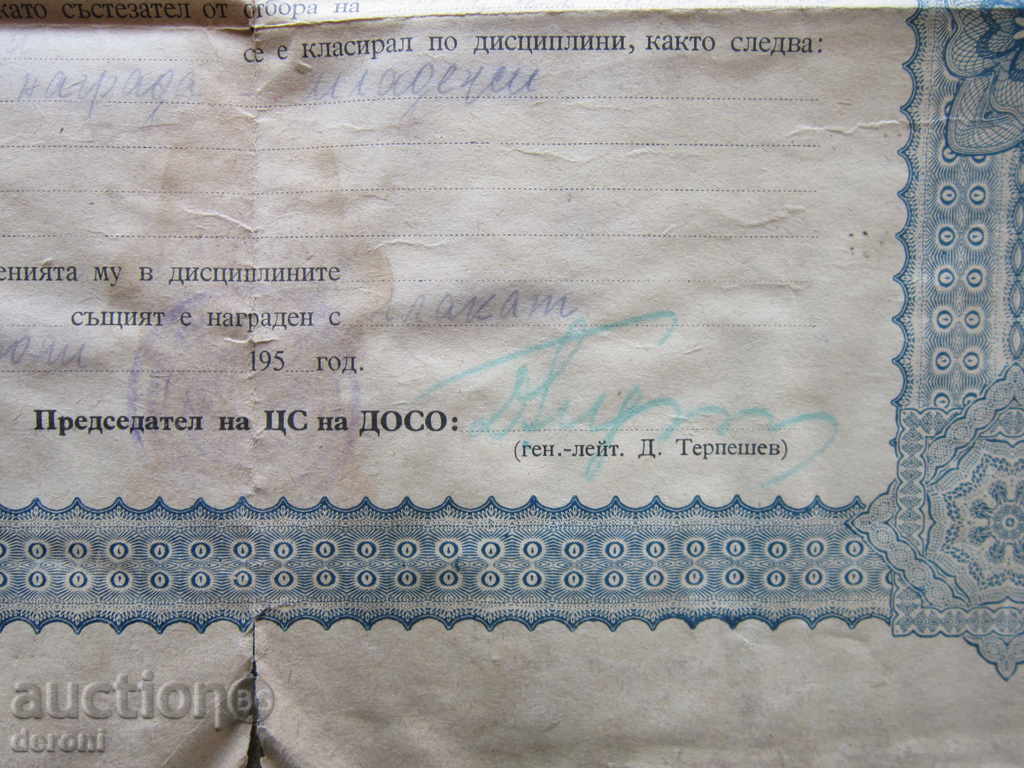 като състезател от отбора на
се е класирал по дисциплини, както следва:
награда младежи
енията му в дисциплините
същият е награден с плакат
195 год.
Председател на ЦС на ДОСО:
(ген.-лейт. Д. Терпешев)
auction BG
deroni